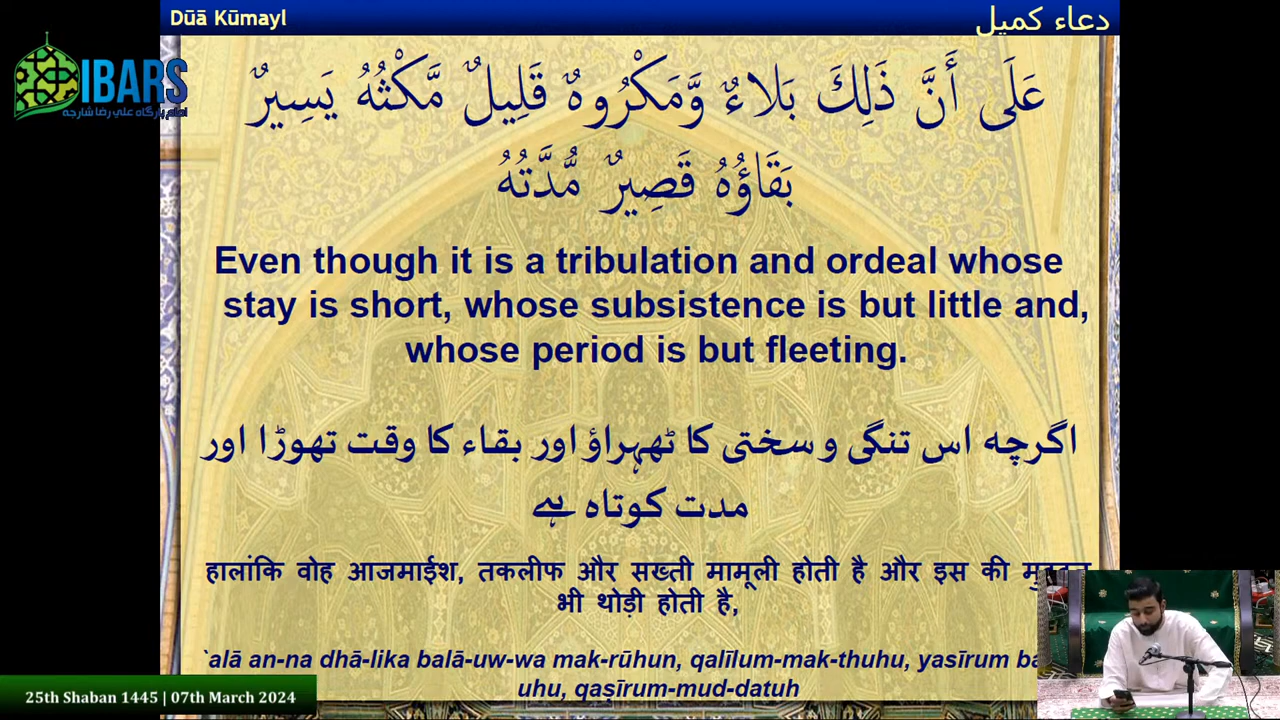 Dūā Kūmayl
دعاء كميل
IBARS
عَلَى أَنَّ ذَلِكَ بَلاءٌ وَّمَكْرُوهٌ قَلِيلٌ مَّكْثُهُ يَسِيرٌ
بَقَاؤُهُ قَصِيرٌ مُّدَّتُهُ
Even though it is a tribulation and ordeal whose
stay is short, whose subsistence is but little and,
whose period is but fleeting.
اگرچہ اس تنگی و سختی کا ٹھہراؤ اور بقاء کا وقت تھوڑا اور
مدت کوتاہ ہے
हालांकि वोह आजमाईश, तकलीफ और सख्ती मामूली होती है और इस की
भी थोड़ी होती है,
`alā an-na dhā-lika balā-uw-wa mak-rūhun, qalīlum-mak-thuhu, yasīrum
uhu, qaṣīrum-mud-datuh
25th Shaban 1445 | 07th March 2024